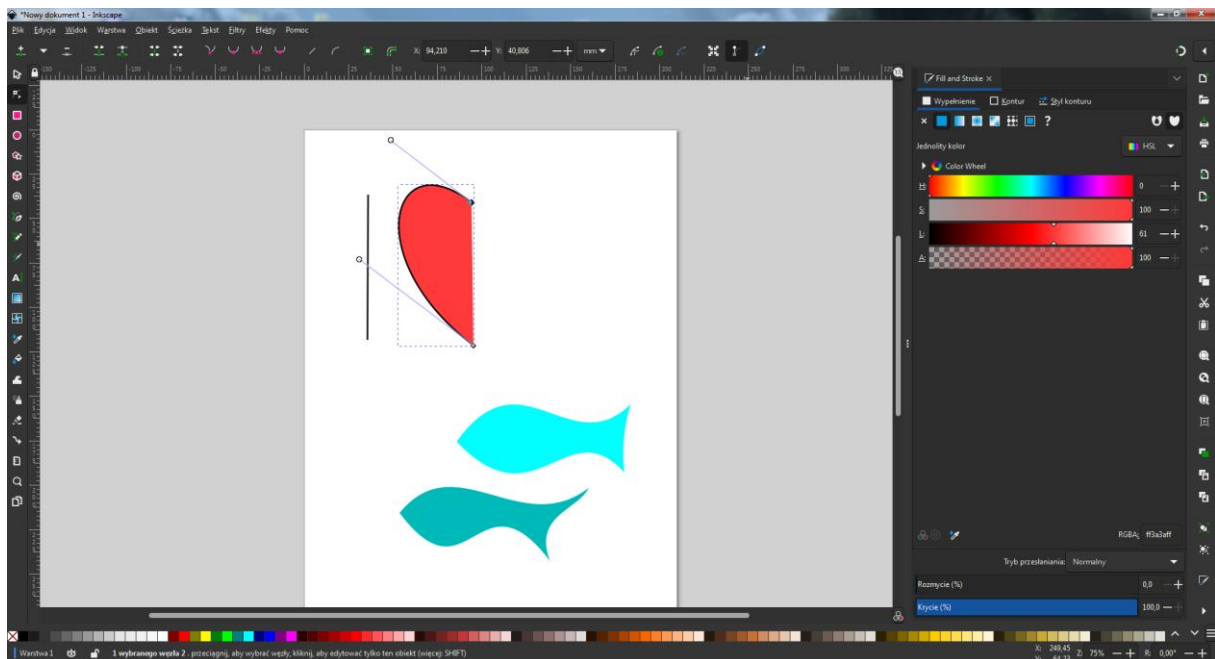 *Nowy dokument 1 - Inkscape
Plik Edycja Widok Warstwa Obiekt Ścieżka Tekst Filtry Efekty Pomoc
X: 94,210 Y: 40,806 mm
Fill and Stroke ×
Wypełnienie Kontur Styl konturu
Jednolity kolor HSL
Color Wheel
H: 0
S: 100
L: 61
A: 100
RGBA: ff3a3aff
Tryb przesłaniania: Normalny
Rozmycie (%) 0,0
Krycie (%) 100,0
Warstwa 1 1 wybranego węzła 2 . przeciągnij, aby wybrać węzły, kliknij, aby edytować tylko ten obiekt (więcej: SHIFT) X: 249,45 Z: 75% R: 0,00°